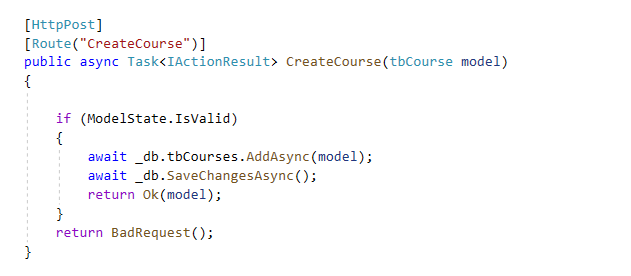 [HttpPost]
[Route("CreateCourse")]
public async Task<IActionResult> CreateCourse(tbCourse model)
{
if (ModelState.IsValid)
{
await _db.tbCourses.AddAsync(model);
await _db.SaveChangesAsync();
return Ok(model);
}
return BadRequest();
}